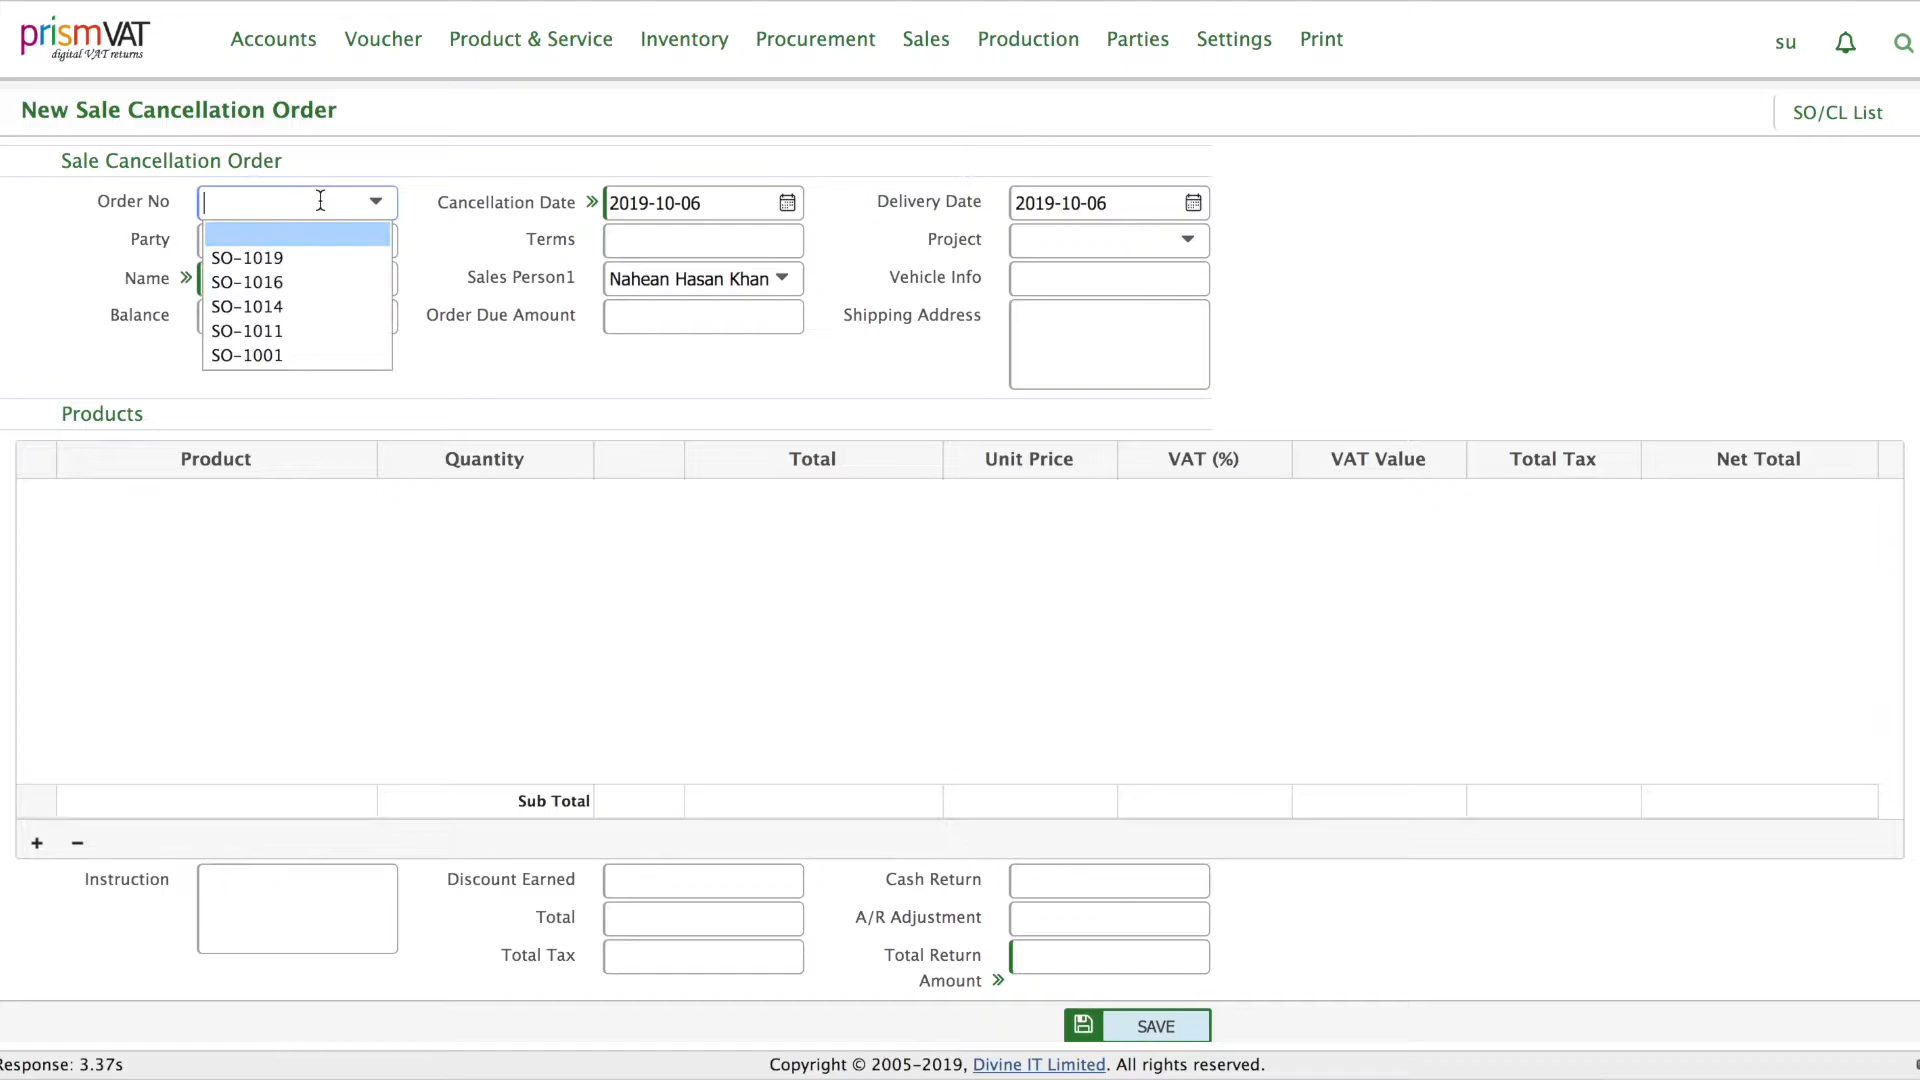 prismVAT
digital VAT returns
Accounts Voucher Product & Service Inventory Procurement Sales Production Parties Settings Print su
New Sale Cancellation Order SO/CL List
Sale Cancellation Order
Order No Cancellation Date » 2019-10-06 Delivery Date 2019-10-06
Party Terms Project
SO-1019
Name » Sales Person1 Nahean Hasan Khan Vehicle Info
SO-1016
SO-1014
Balance Order Due Amount Shipping Address
SO-1011
SO-1001
Products
Product Quantity Total Unit Price VAT (%) VAT Value Total Tax Net Total
Sub Total
+ −
Instruction Discount Earned Cash Return
Total A/R Adjustment
Total Tax Total Return
Amount »
SAVE
Response: 3.37s Copyright © 2005-2019, Divine IT Limited. All rights reserved.